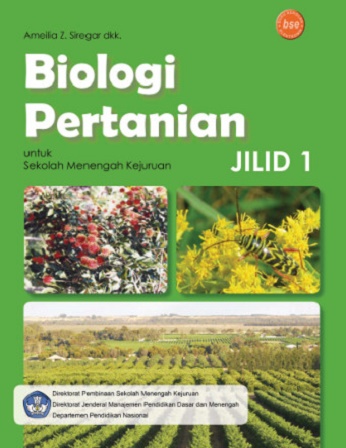 Ameilia Z. Siregar dkk.
bse
Biologi
Pertanian
untuk
Sekolah Menengah Kejuruan
JILID 1
Direktorat Pembinaan Sekolah Menengah Kejuruan
Direktorat Jenderal Manajemen Pendidikan Dasar dan Menengah
Departemen Pendidikan Nasional